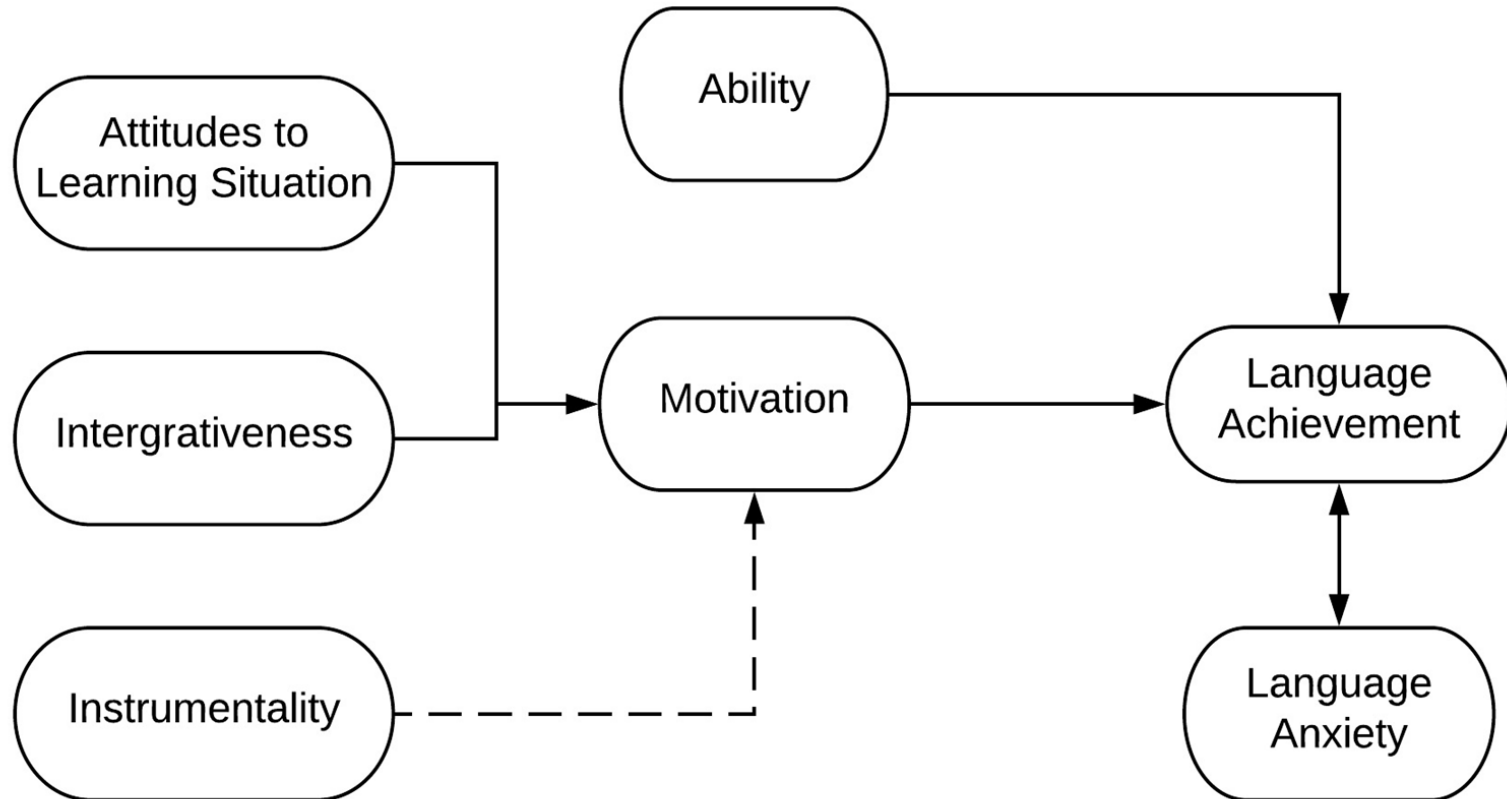 Ability
Attitudes to
Learning Situation
Motivation
Intergrativeness
Language
Achievement
Instrumentality
Language
Anxiety